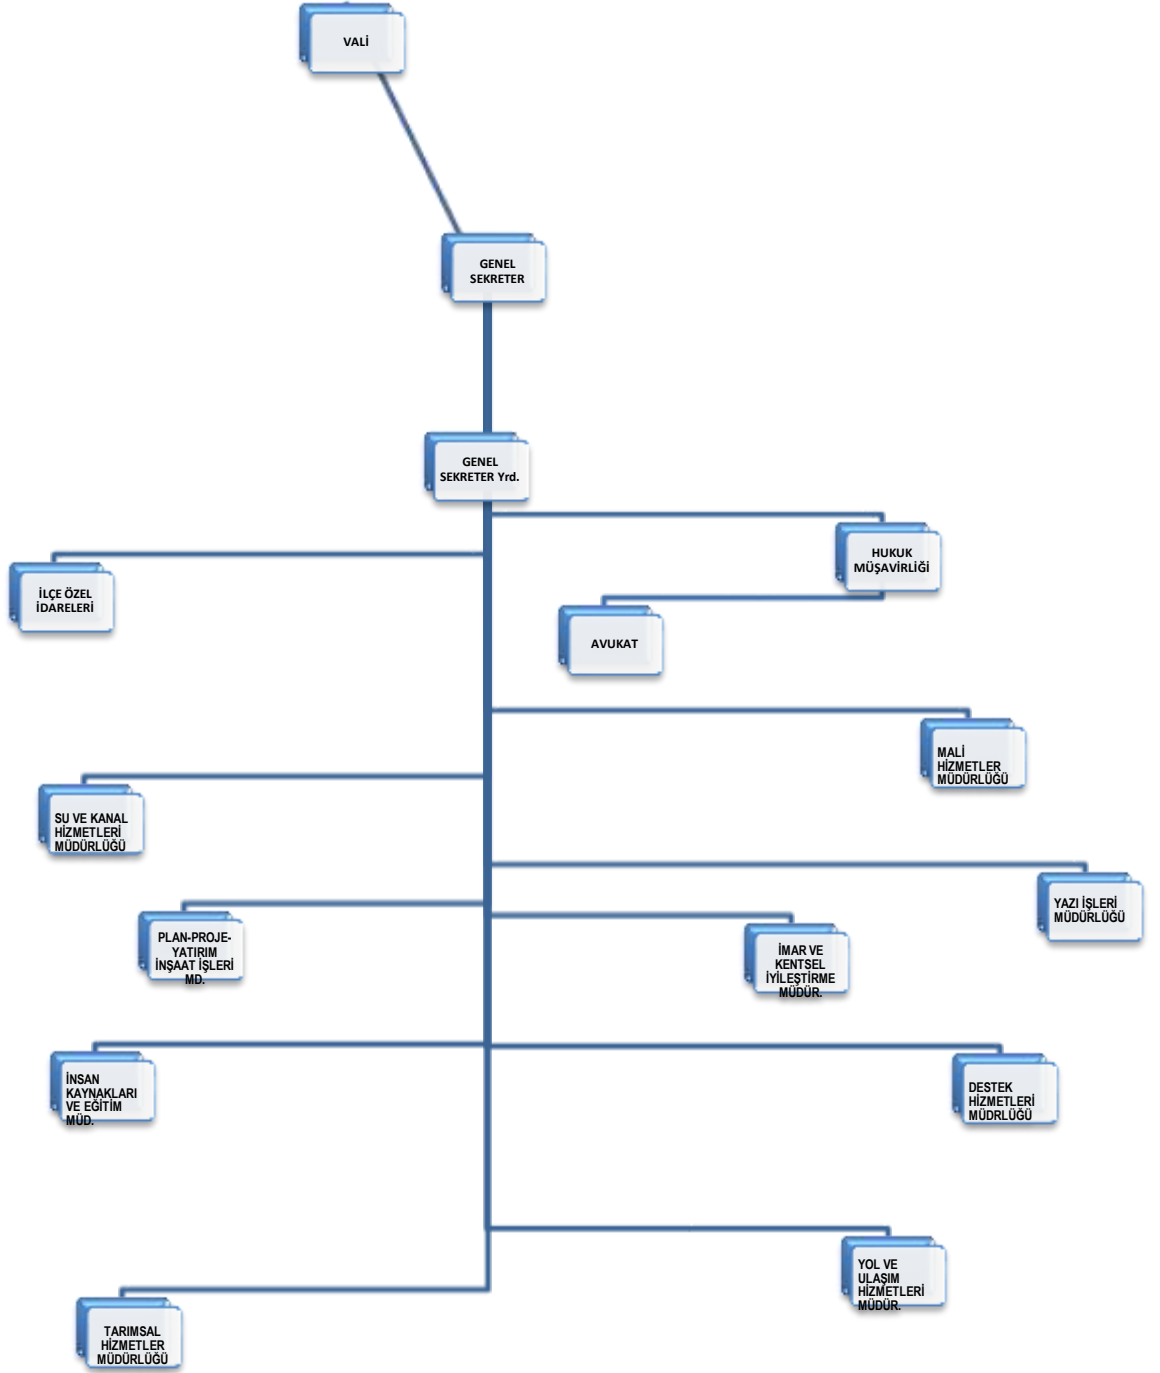 VALİ
GENEL
SEKRETER
GENEL
SEKRETER Yrd.
HUKUK
MÜŞAVİRLİĞİ
İLÇE ÖZEL
İDARELERİ
AVUKAT
MALİ
HİZMETLER
MÜDÜRLÜĞÜ
SU VE KANAL
HİZMETLERİ
MÜDÜRLÜĞÜ
YAZI İŞLERİ
MÜDÜRLÜĞÜ
PLAN-PROJE-
YATIRIM
İNŞAAT İŞLERİ
MD.
İMAR VE
KENTSEL
İYİLEŞTİRME
MÜDÜR.
İNSAN
KAYNAKLARI
VE EĞİTİM
MÜD.
DESTEK
HİZMETLERİ
MÜDRLÜĞÜ
YOL VE
ULAŞIM
HİZMETLERİ
MÜDÜR.
TARIMSAL
HİZMETLER
MÜDÜRLÜĞÜ